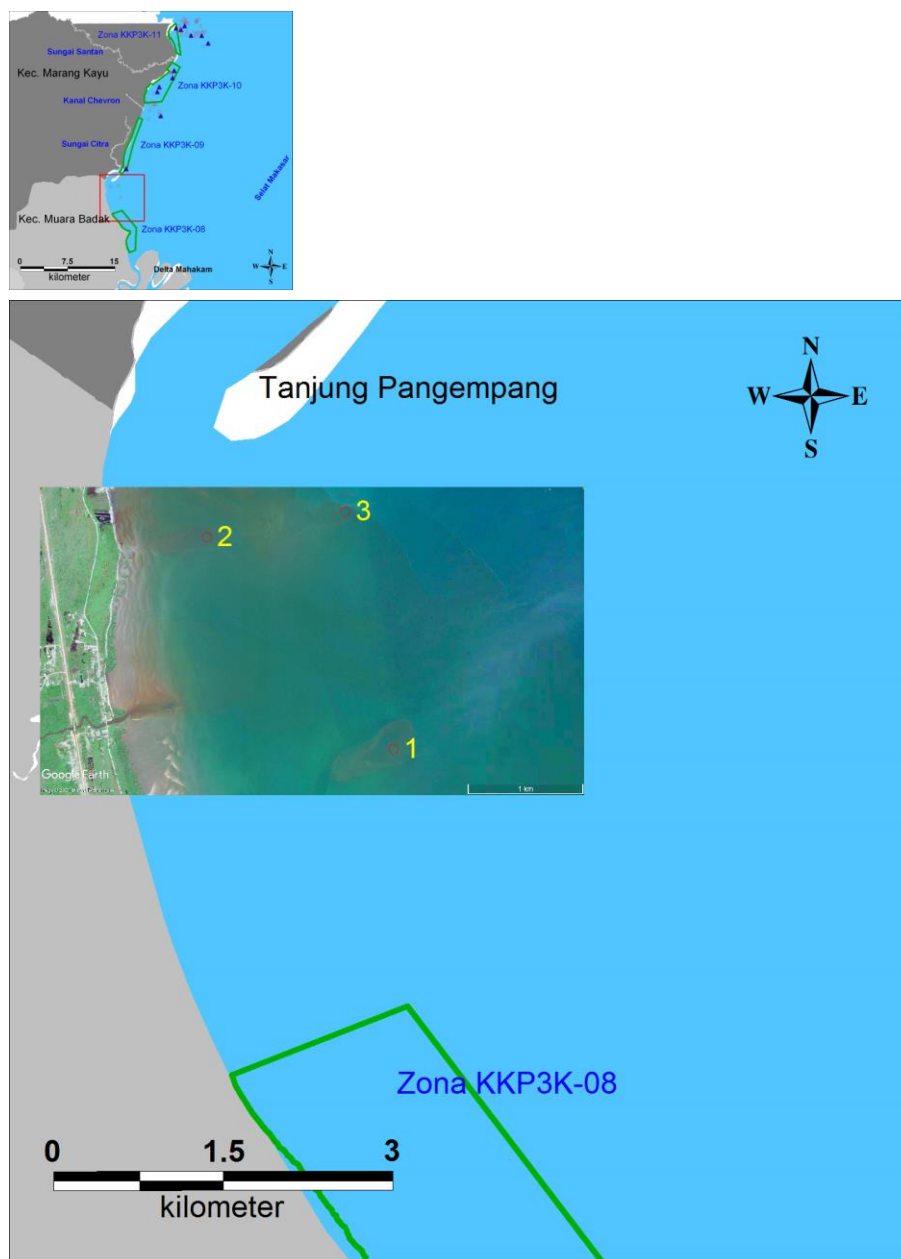 Zona KKP3K-11
Sungai Santan
Kec. Marang Kayu
Zona KKP3K-10
Kanal Chevron
Sungai Citra
Zona KKP3K-09
Selat Makasar
Kec. Muara Badak
Zona KKP3K-08
N
W E
S
0 7.5 15
kilometer
Delta Mahakam
Tanjung Pangempang
N
W E
S
3
2
1
Google Earth
1 km
Zona KKP3K-08
0 1.5 3
kilometer